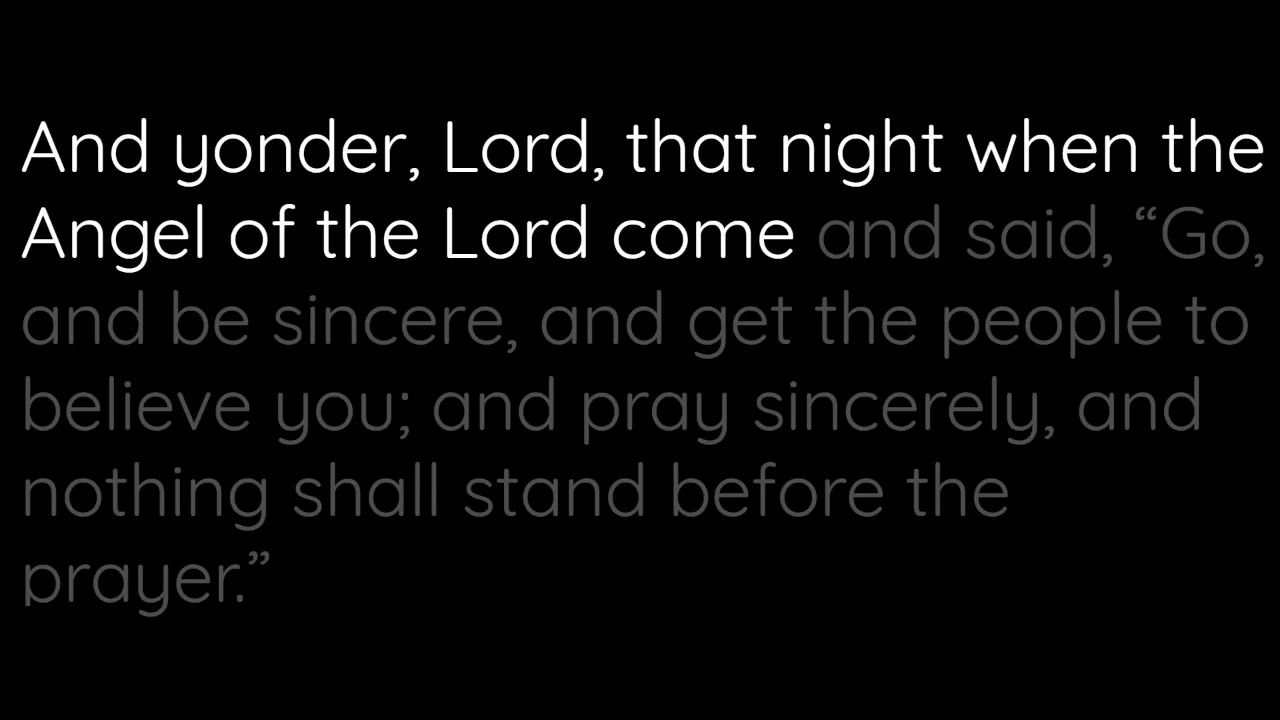 And yonder, Lord, that night when the
Angel of the Lord come and said, “Go,
and be sincere, and get the people to
believe you; and pray sincerely, and
nothing shall stand before the
prayer.”